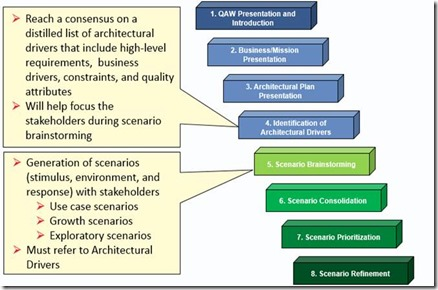 Reach a consensus on a
distilled list of architectural
drivers that include high-level
requirements, business
drivers, constraints, and quality
attributes
Will help focus the
stakeholders during scenario
brainstorming
Generation of scenarios
(stimulus, environment, and
response) with stakeholders
Use case scenarios
Growth scenarios
Exploratory scenarios
Must refer to Architectural
Drivers
1. QAW Presentation and
Introduction
2. Business/Mission
Presentation
3. Architectural Plan
Presentation
4. Identification of
Architectural Drivers
5. Scenario Brainstorming
6. Scenario Consolidation
7. Scenario Prioritization
8. Scenario Refinement